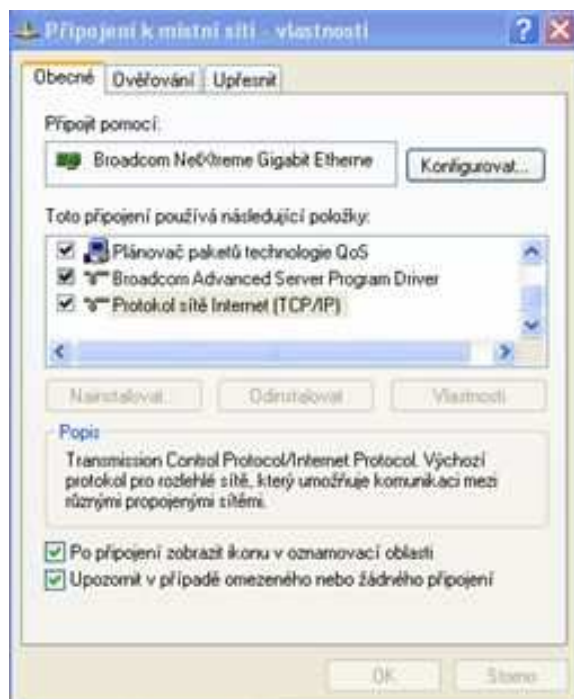 Připojení k místní síti - vlastnosti
Obecné Ověřování Upřesnit
Připojit pomocí:
Broadcom NetXtreme Gigabit Etherne
Konfigurovat...
Toto připojení používá následující položky:
Plánovač paketů technologie QoS
Broadcom Advanced Server Program Driver
Protokol sítě Internet (TCP/IP)
Nainstalovat... Odinstalovat Vlastnosti
Popis
Transmission Control Protocol/Internet Protocol. Výchozí
protokol pro rozlehlé sítě, který umožňuje komunikaci mezi
různými propojenými sítěmi.
Po připojení zobrazit ikonu v oznamovací oblasti
Upozornit v případě omezeného nebo žádného připojení
OK Storno